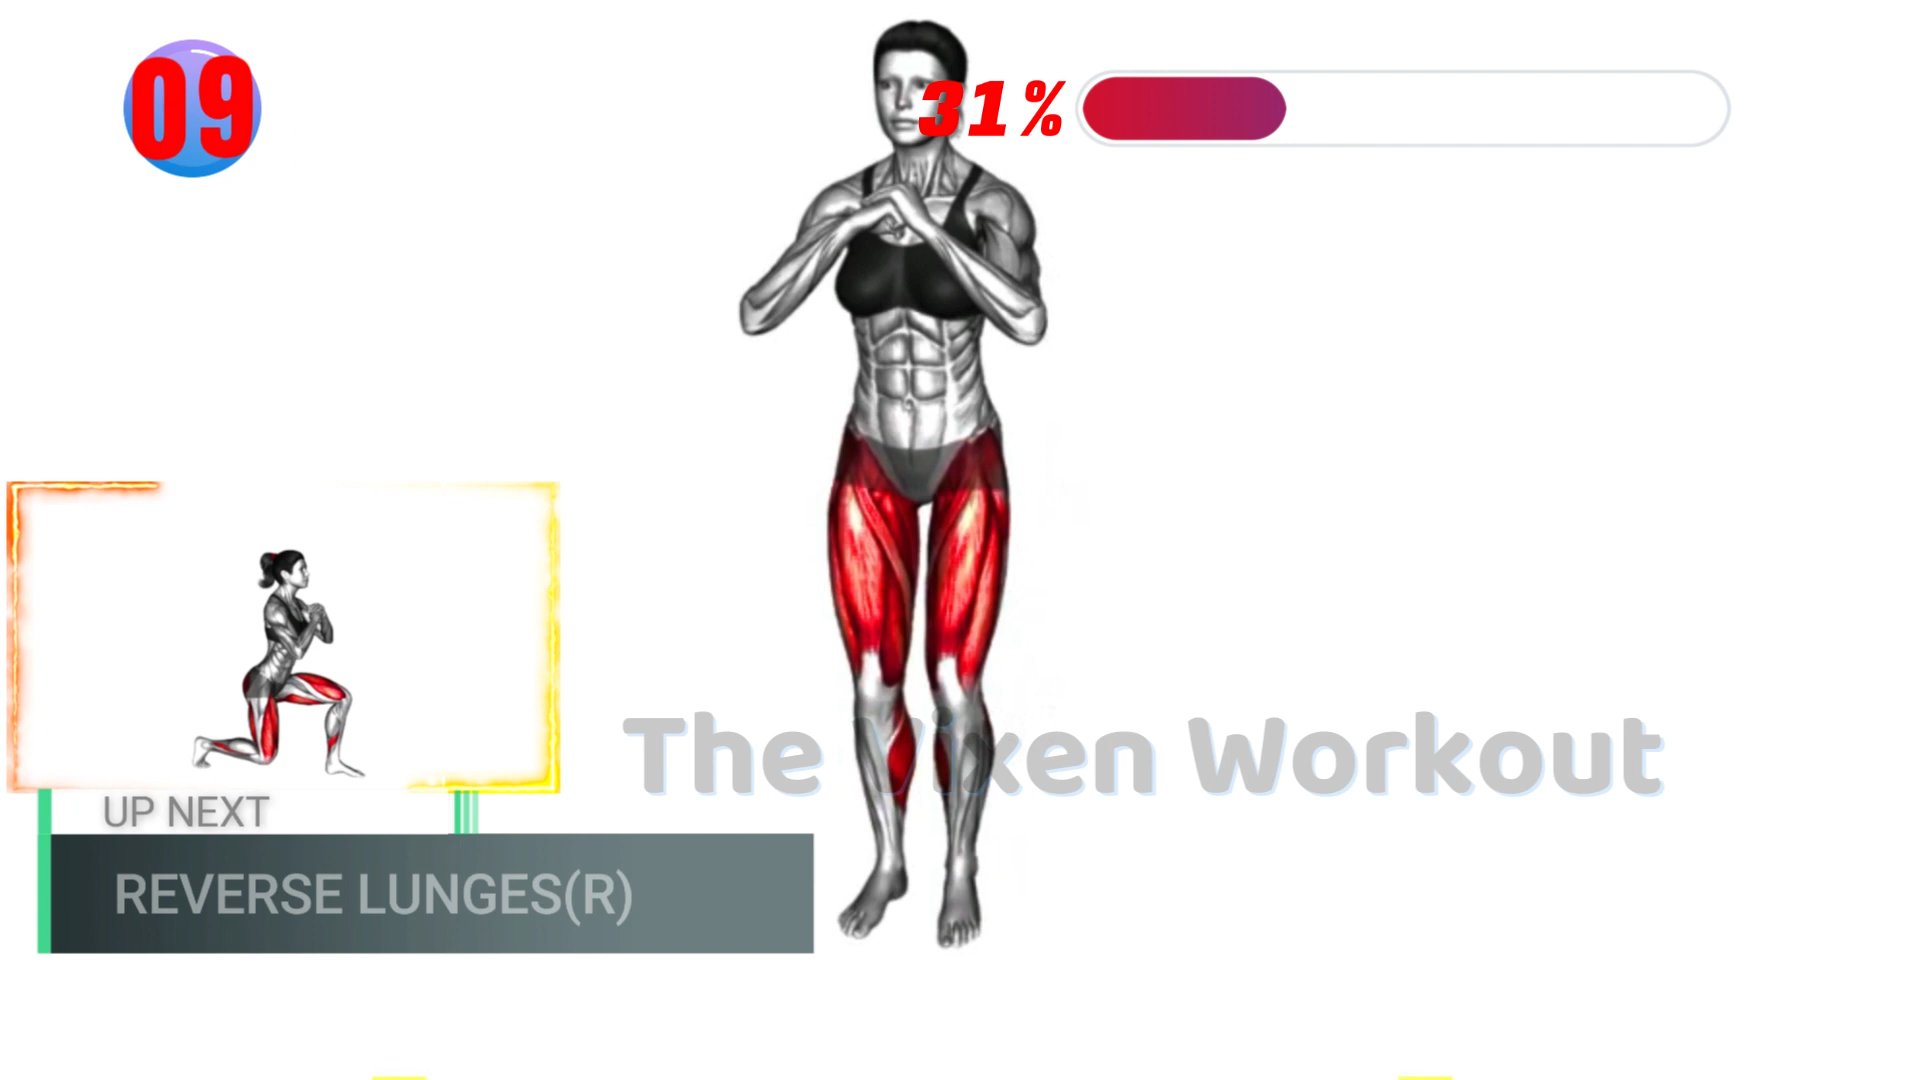 09
31%
The Vixen Workout
UP NEXT
REVERSE LUNGES(R)